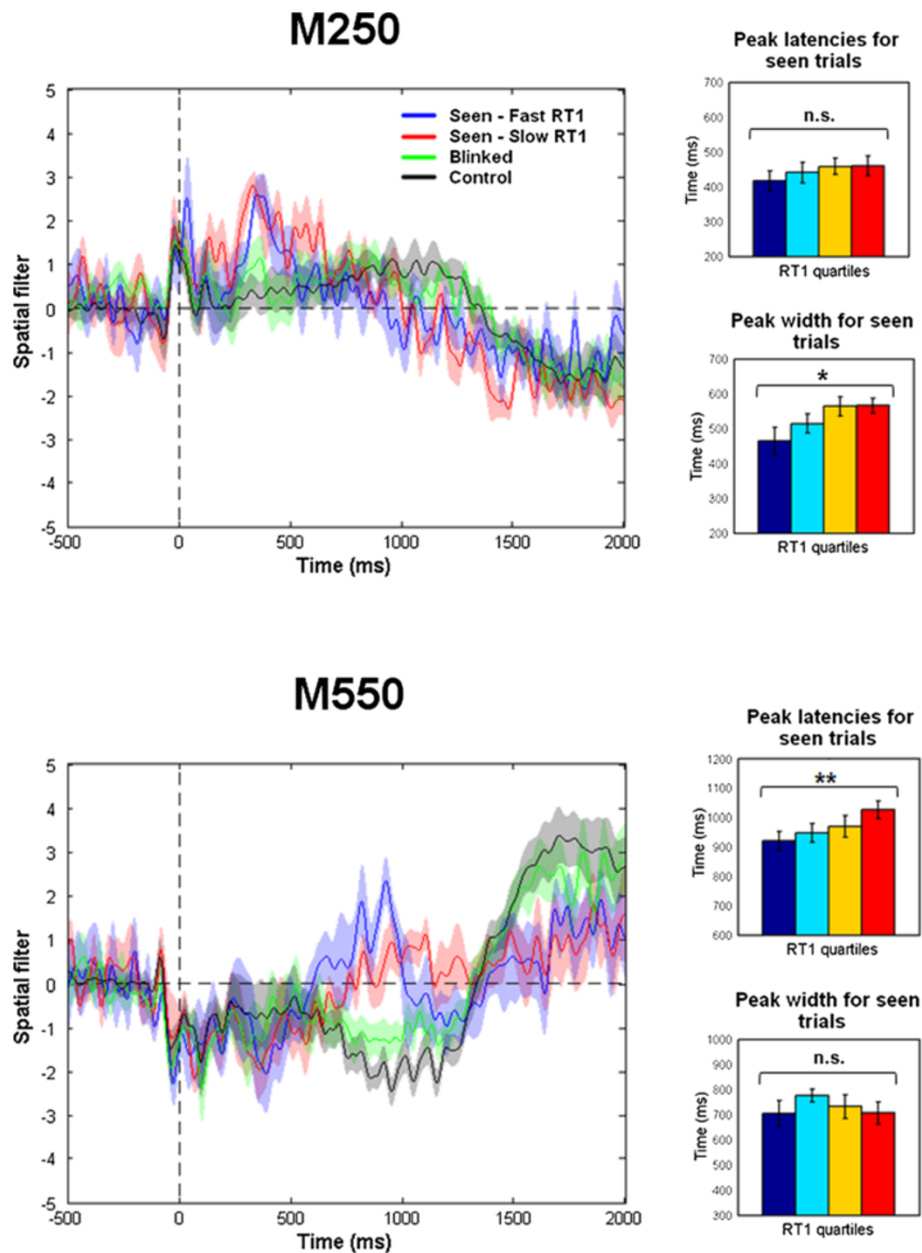 M250
Spatial filter
5
4
3
2
1
0
-1
-2
-3
-4
-5
Seen - Fast RT1
Seen - Slow RT1
Blinked
Control
-500
0
500
1000
1500
2000
Time (ms)
Peak latencies for
seen trials
Time (ms)
700
600
500
400
300
200
n.s.
RT1 quartiles
Peak width for seen
trials
Time (ms)
700
600
500
400
300
200
*
RT1 quartiles
M550
Spatial filter
5
4
3
2
1
0
-1
-2
-3
-4
-5
-500
0
500
1000
1500
2000
Time (ms)
Peak latencies for
seen trials
Time (ms)
1200
1100
1000
900
800
700
600
**
RT1 quartiles
Peak width for seen
trials
Time (ms)
1000
900
800
700
600
500
400
300
n.s.
RT1 quartiles